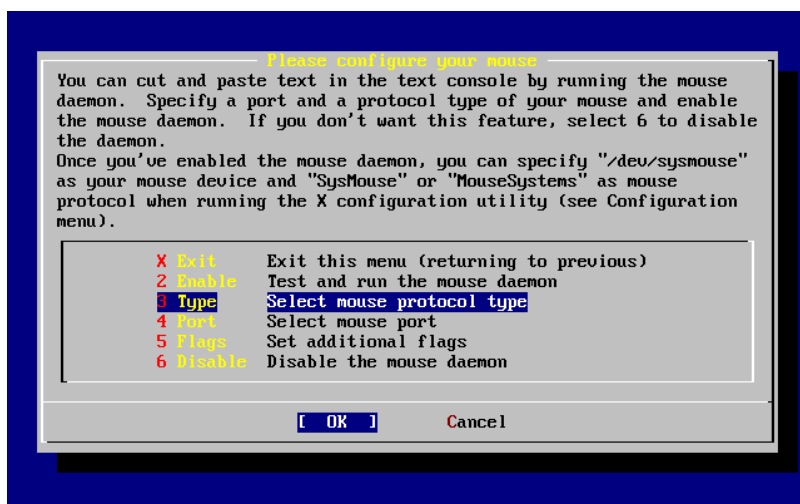 Please configure your mouse
You can cut and paste text in the text console by running the mouse
daemon.  Specify a port and a protocol type of your mouse and enable
the mouse daemon.  If you don't want this feature, select 6 to disable
the daemon.
Once you've enabled the mouse daemon, you can specify "/dev/sysmouse"
as your mouse device and "SysMouse" or "MouseSystems" as mouse
protocol when running the X configuration utility (see Configuration
menu).
X Exit     Exit this menu (returning to previous)
2 Enable   Test and run the mouse daemon
3 Type     Select mouse protocol type
4 Port     Select mouse port
5 Flags    Set additional flags
6 Disable  Disable the mouse daemon
[  OK  ]     Cancel